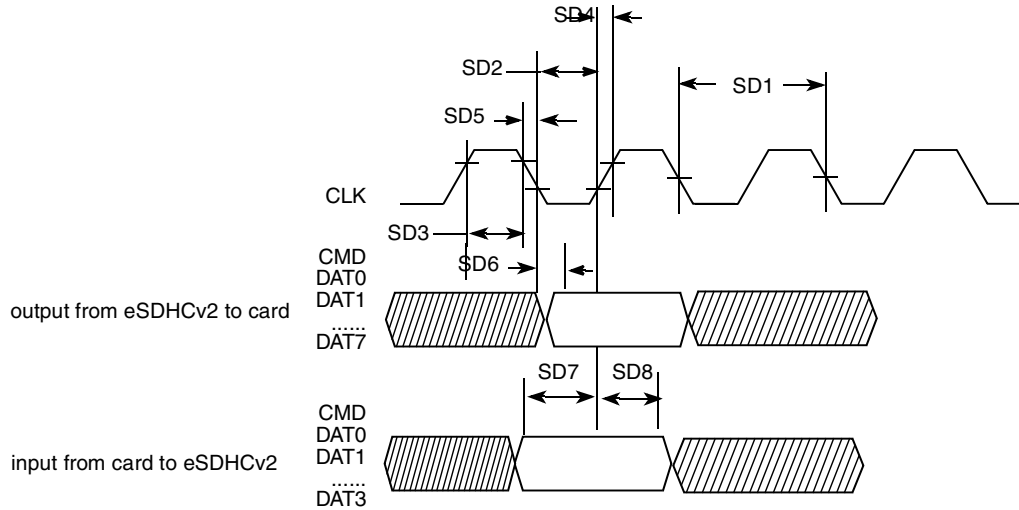 SD4
SD2
SD1
SD5
CLK
SD3
CMD
SD6
DAT0
output from eSDHCv2 to card
DAT1
......
DAT7
SD7
SD8
CMD
DAT0
input from card to eSDHCv2
DAT1
......
DAT3